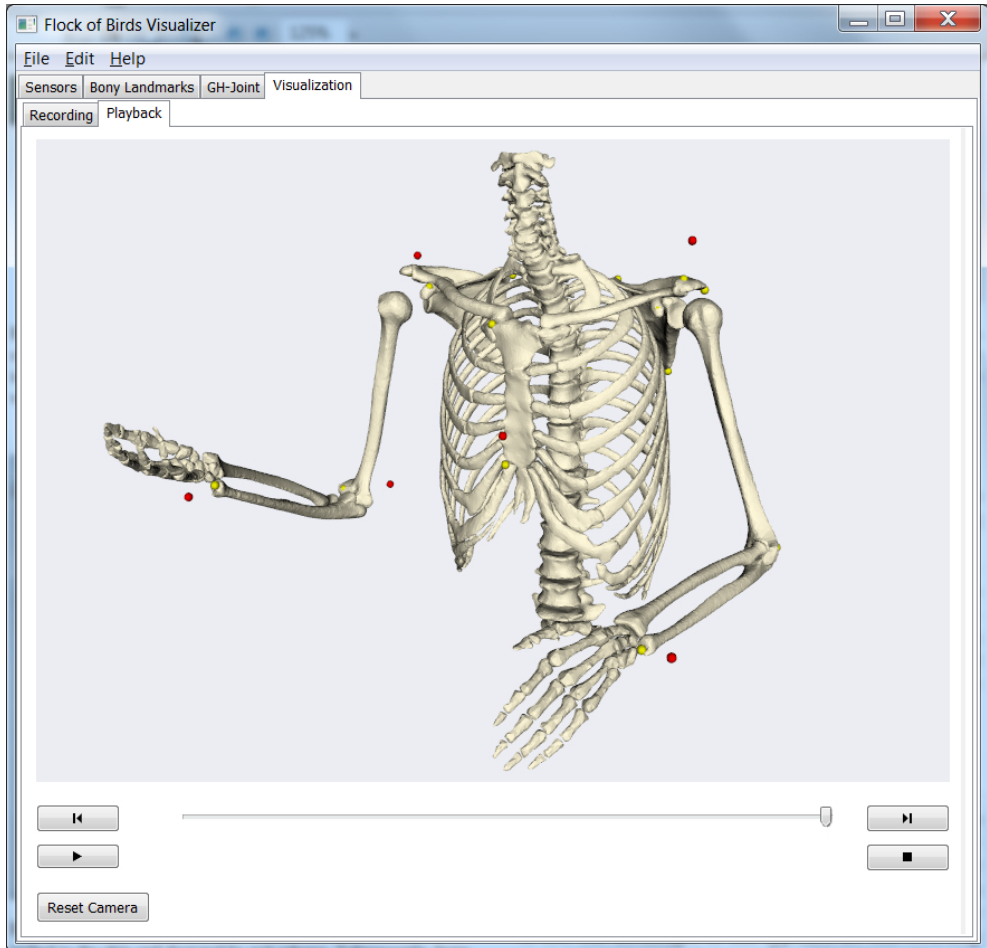 Flock of Birds Visualizer
File Edit Help
Sensors Bony Landmarks GH-Joint Visualization
Recording Playback
Reset Camera